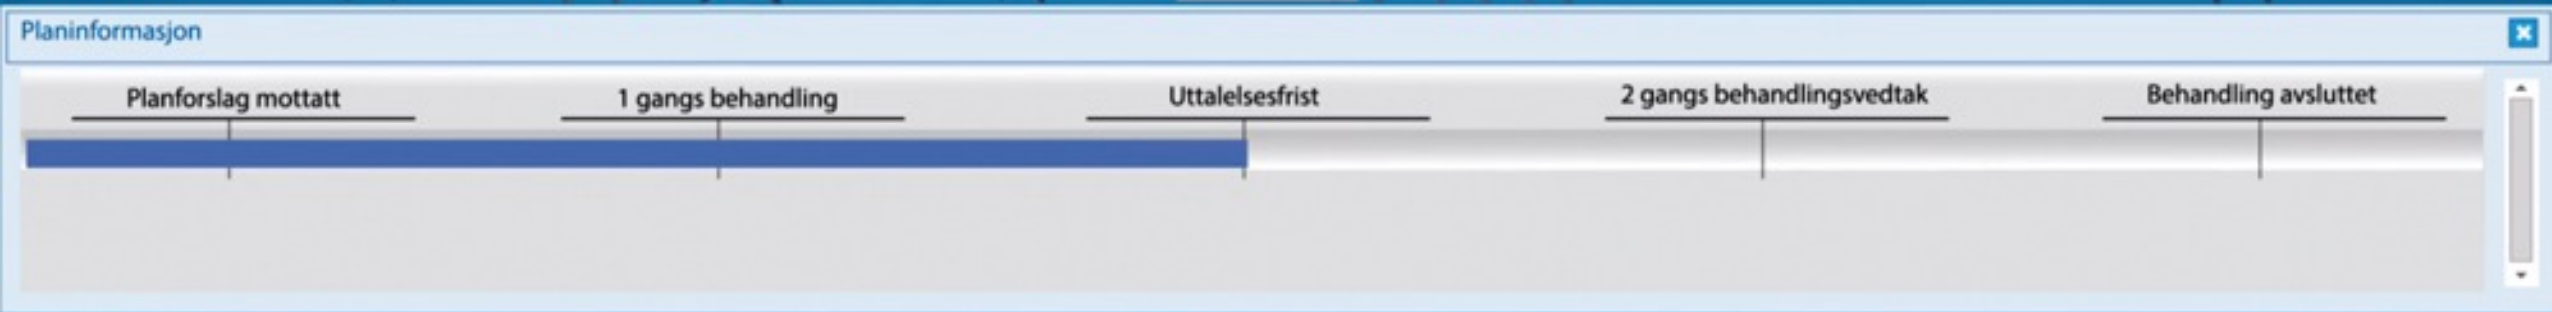 Planinformasjon
Planforslag mottatt
1 gangs behandling
Uttalelsesfrist
2 gangs behandlingsvedtak
Behandling avsluttet